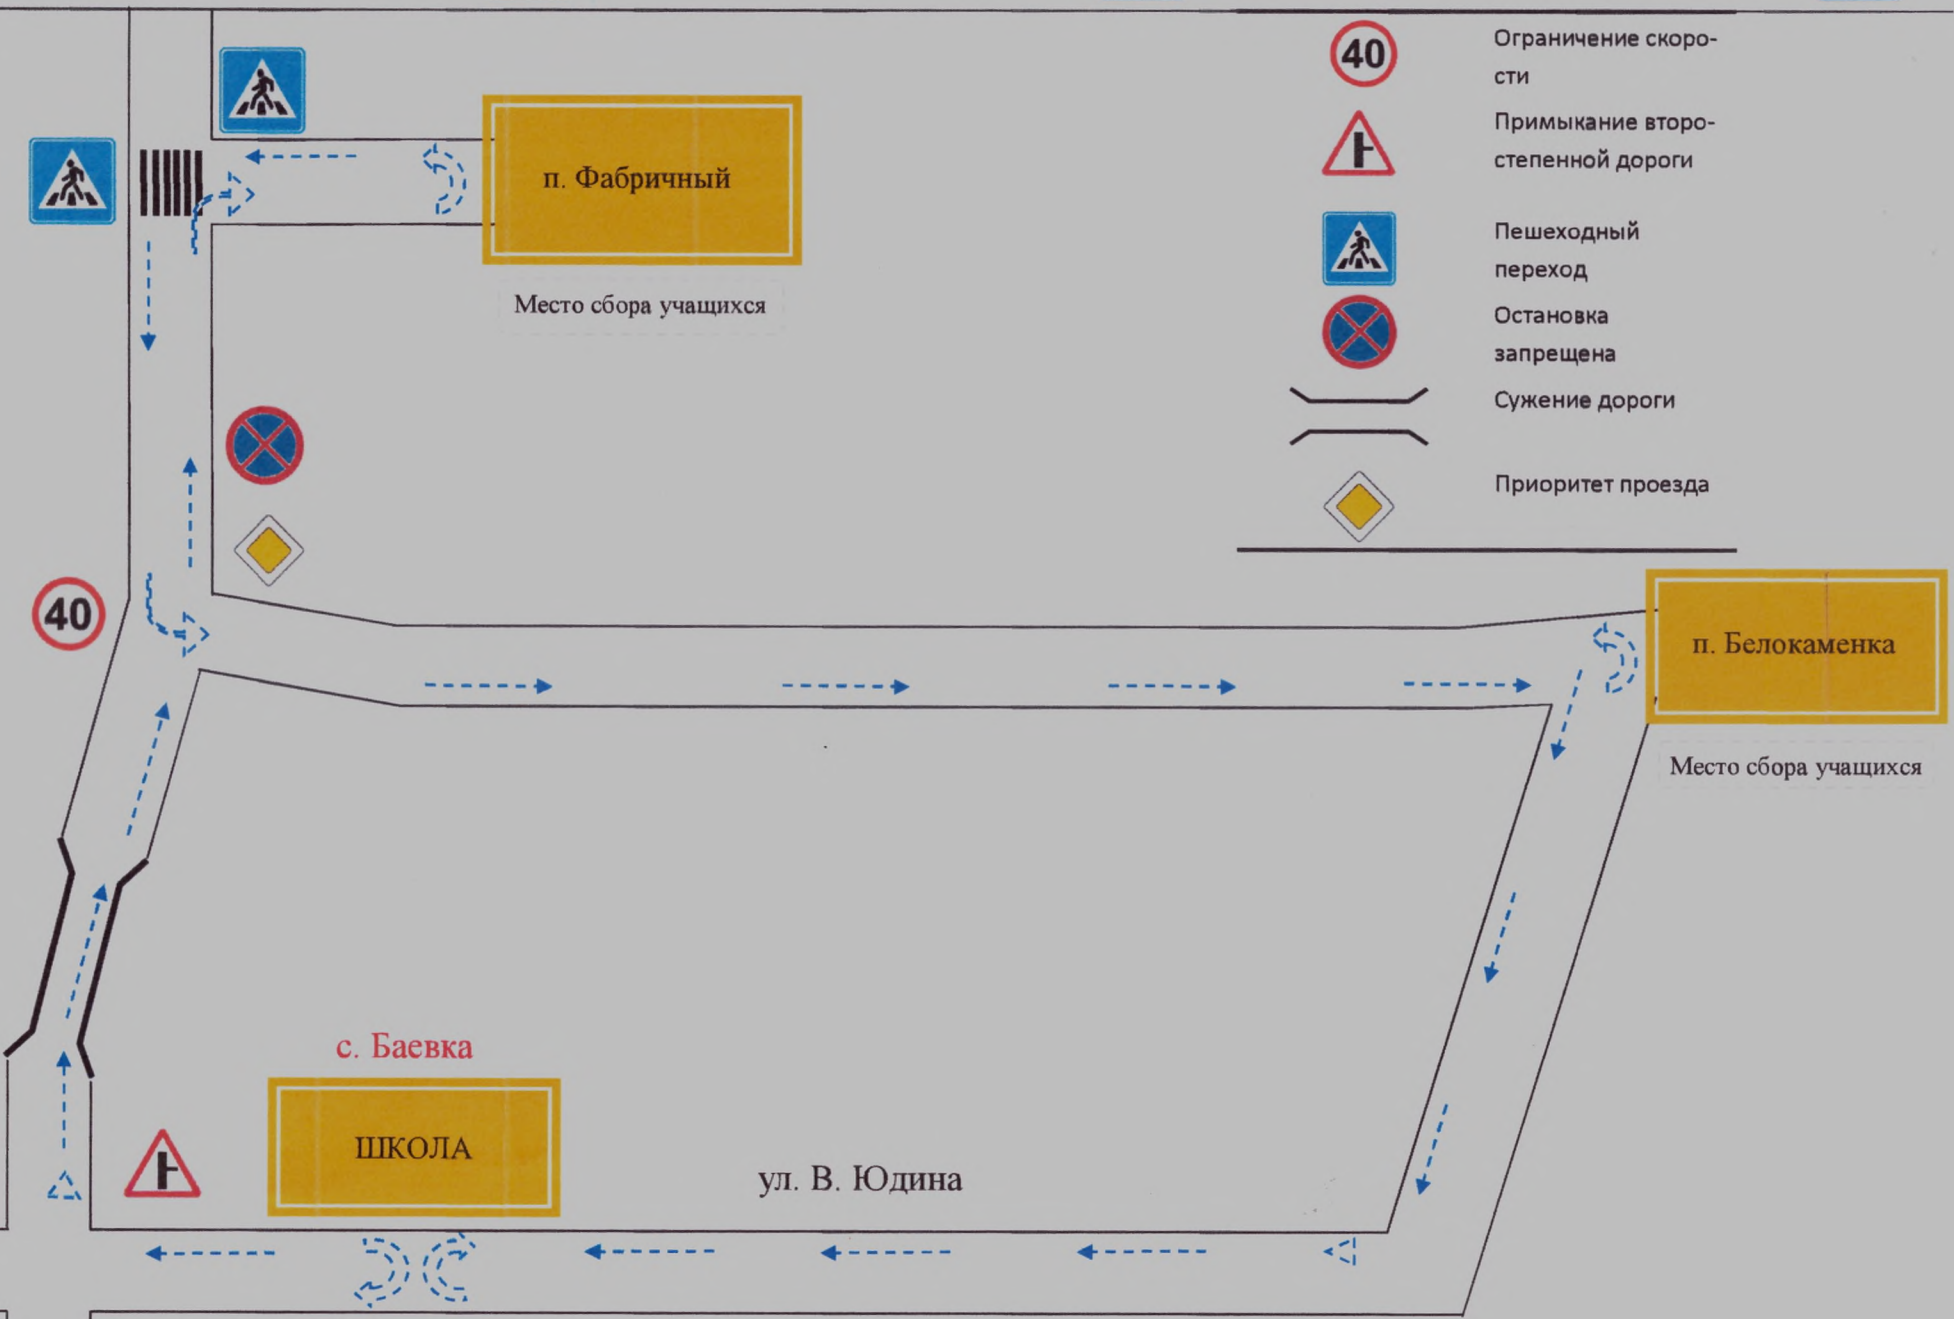 40
Ограничение скоро-
сти
Примыкание второ-
степенной дороги
Пешеходный
переход
Остановка
запрещена
Сужение дороги
Приоритет проезда
п. Фабричный
Место сбора учащихся
40
п. Белокаменка
Место сбора учащихся
с. Баевка
ШКОЛА
ул. В. Юдина